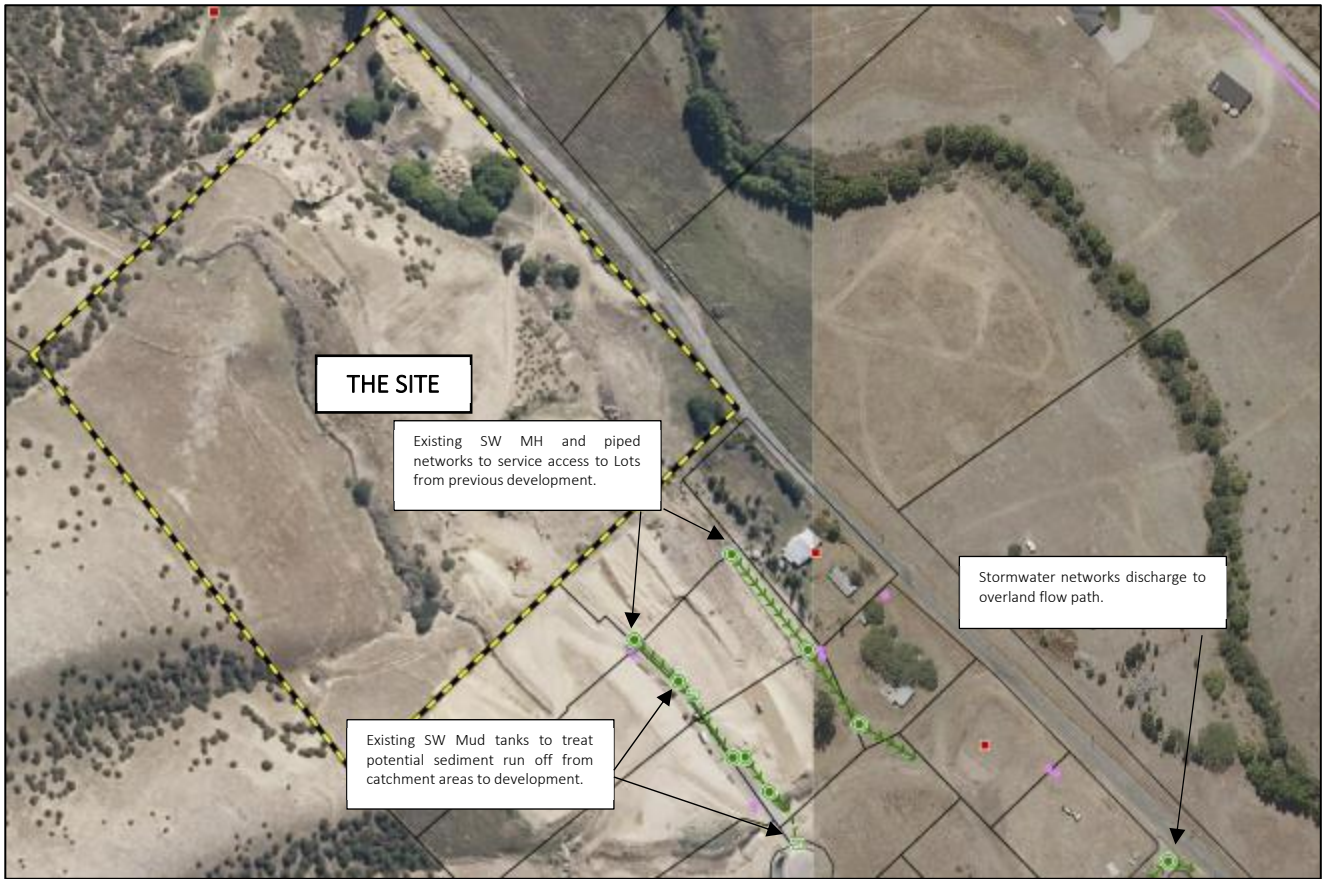 THE SITE
Existing SW MH and piped
networks to service access to Lots
from previous development.
Stormwater networks discharge to
overland flow path.
Existing SW Mud tanks to treat
potential sediment run off from
catchment areas to development.